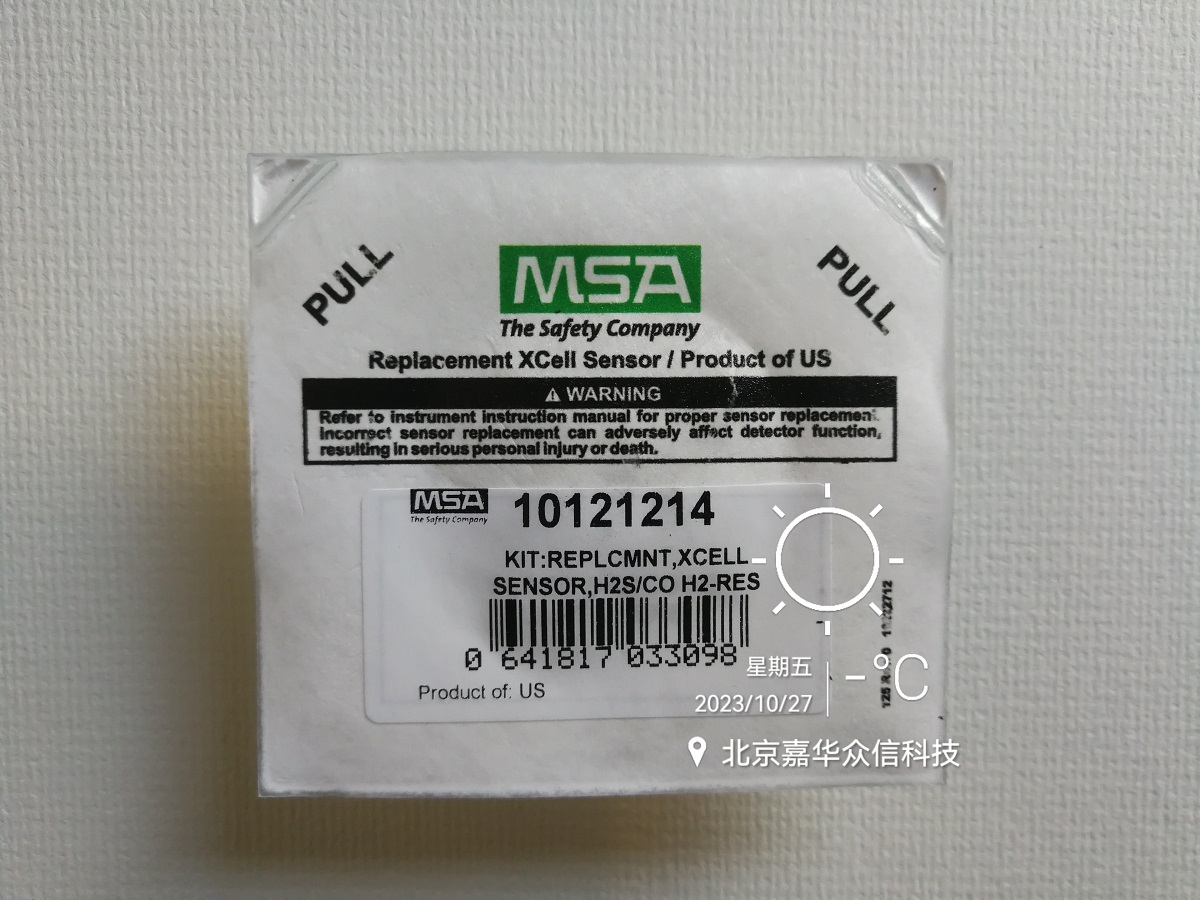 PULL
PULL
MSA
The Safety Company
Replacement XCell Sensor / Product of US
WARNING
Refer to instrument instruction manual for proper sensor replacement.
Incorrect sensor replacement can adversely affect detector function,
resulting in serious personal injury or death.
MSA
The Safety Company
10121214
KIT:REPLCMNT,XCELL
SENSOR,H2S/CO H2-RES
0 641817 033098
Product of: US
星期五
2023/10/27
-°C
北京嘉华众信科技